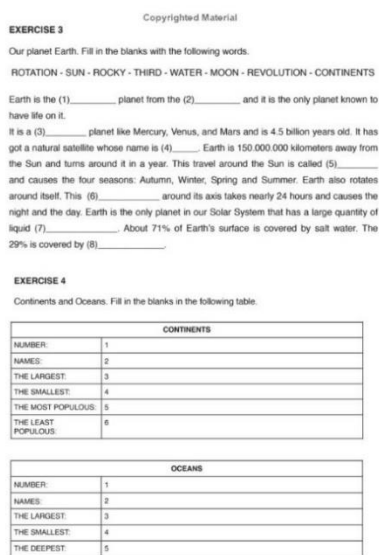 Copyrighted Material
EXERCISE 3
Our planet Earth. Fill in the blanks with the following words.
ROTATION - SUN - ROCKY - THIRD - WATER - MOON - REVOLUTION - CONTINENTS
Earth is the (1)_________ planet from the (2)_________ and it is the only planet known to
have life on it.
It is a (3)________ planet like Mercury, Venus, and Mars and is 4.5 billion years old. It has
got a natural satellite whose name is (4)_____. Earth is 150.000.000 kilometers away from
the Sun and turns around it in a year. This travel around the Sun is called (5)________
and causes the four seasons: Autumn, Winter, Spring and Summer. Earth also rotates
around itself. This (6)____________ around its axis takes nearly 24 hours and causes the
night and the day. Earth is the only planet in our Solar System that has a large quantity of
liquid (7)______________. About 71% of Earth's surface is covered by salt water. The
29% is covered by (8)_____________.
EXERCISE 4
Continents and Oceans. Fill in the blanks in the following table.
CONTINENTS
NUMBER: 1
NAMES: 2
THE LARGEST: 3
THE SMALLEST: 4
THE MOST POPULOUS: 5
THE LEAST 6
POPULOUS:
OCEANS
NUMBER: 1
NAMES: 2
THE LARGEST: 3
THE SMALLEST: 4
THE DEEPEST: 5